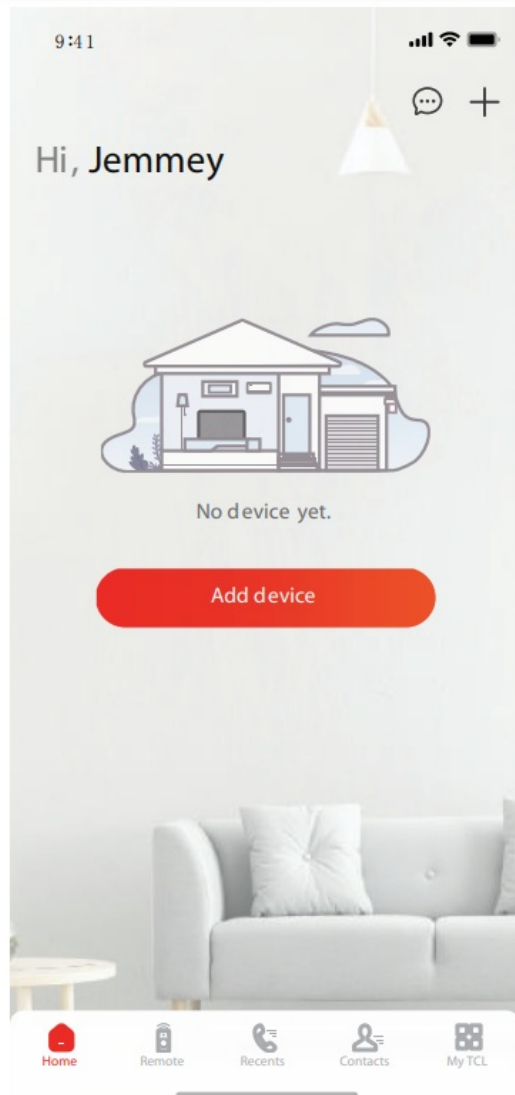 9:41
Hi, Jemmey
No device yet.
Add device
Home Remote Recents Contacts My TCL